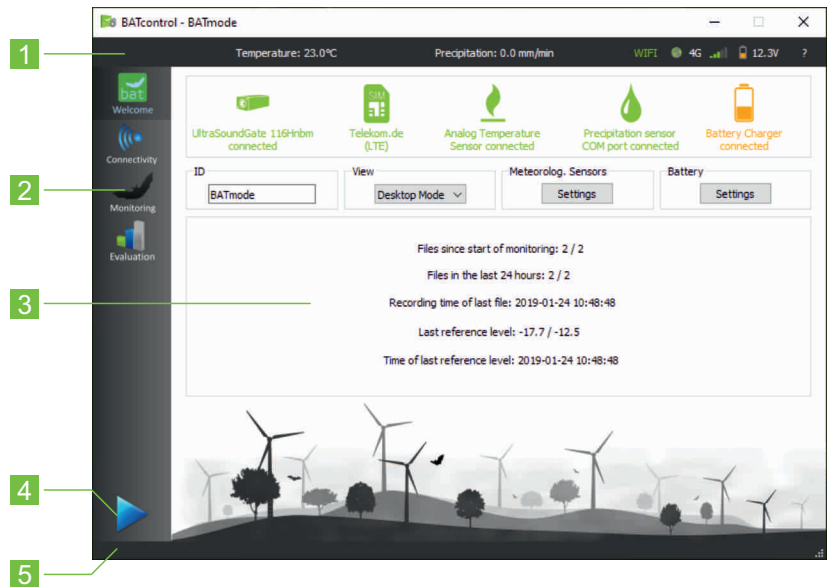 BATcontrol - BATmode
1
Temperature: 23.0°C Precipitation: 0.0 mm/min WIFI 4G 12.3V ?
bat
Welcome
Connectivity
2
Monitoring
Evaluation
SIM
UltraSoundGate 116Hnbm
connected
Telekom.de
(LTE)
Analog Temperature
Sensor connected
Precipitation sensor
COM port connected
Battery Charger
connected
ID
BATmode
View
Desktop Mode
Meteorolog. Sensors
Settings
Battery
Settings
Files since start of monitoring: 2 / 2
Files in the last 24 hours: 2 / 2
3
Recording time of last file: 2019-01-24 10:48:48
Last reference level: -17.7 / -12.5
Time of last reference level: 2019-01-24 10:48:48
4
5